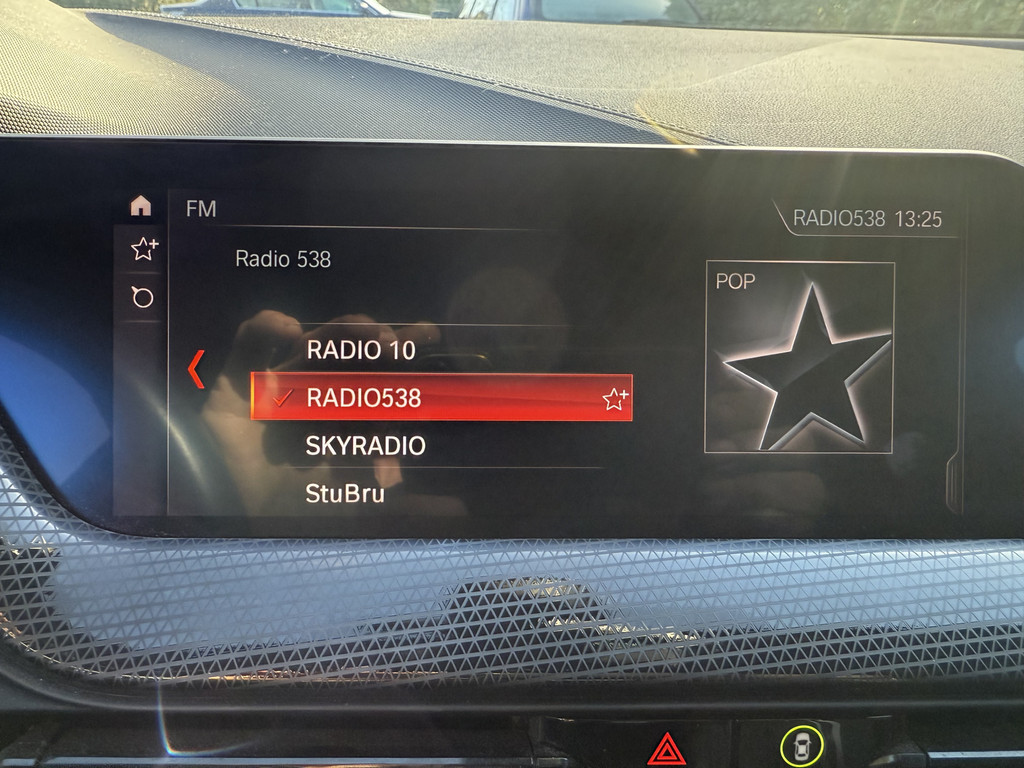 FM
RADIO538 13:25
Radio 538
POP
RADIO 10
RADIO538
SKYRADIO
StuBru